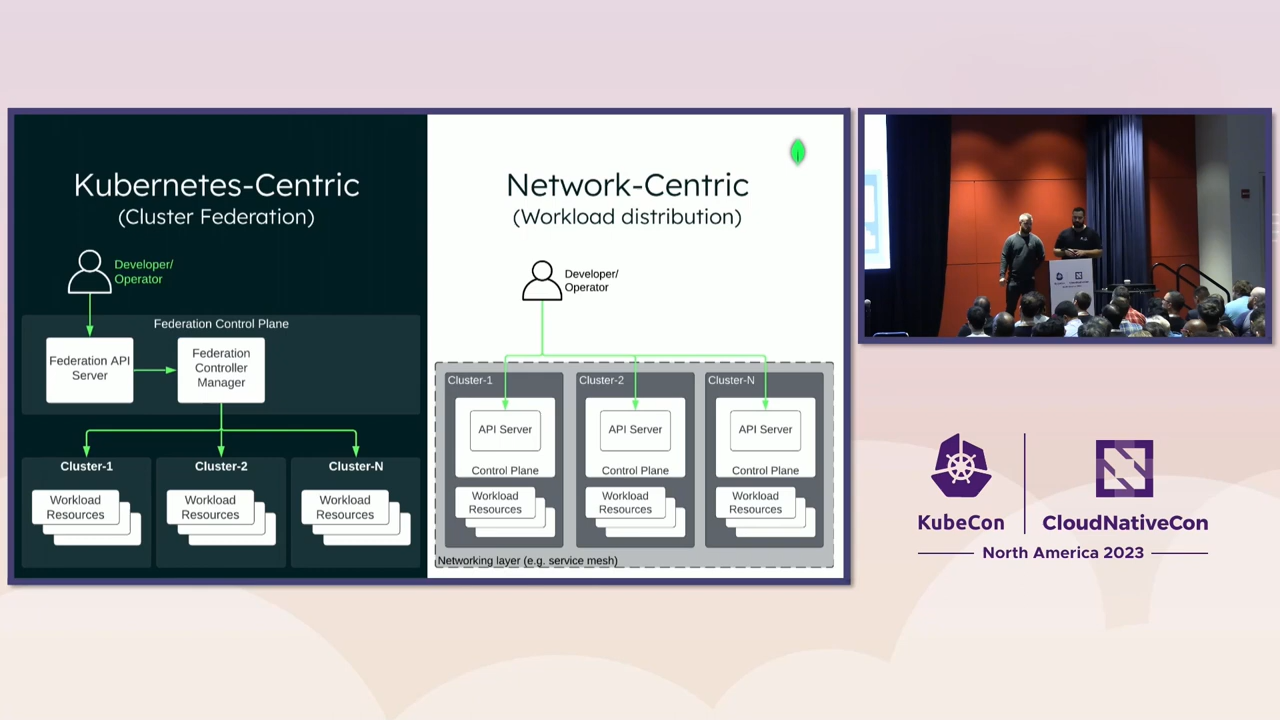 Kubernetes-Centric
(Cluster Federation)
Developer/
Operator
Federation Control Plane
Federation API
Server
Federation
Controller
Manager
Cluster-1
Cluster-2
Cluster-N
Workload
Resources
Workload
Resources
Workload
Resources
Network-Centric
(Workload distribution)
Developer/
Operator
Cluster-1
Cluster-2
Cluster-N
API Server
API Server
API Server
Control Plane
Control Plane
Control Plane
Workload
Resources
Workload
Resources
Workload
Resources
Networking layer (e.g. service mesh)
KubeCon
CloudNativeCon
North America 2023